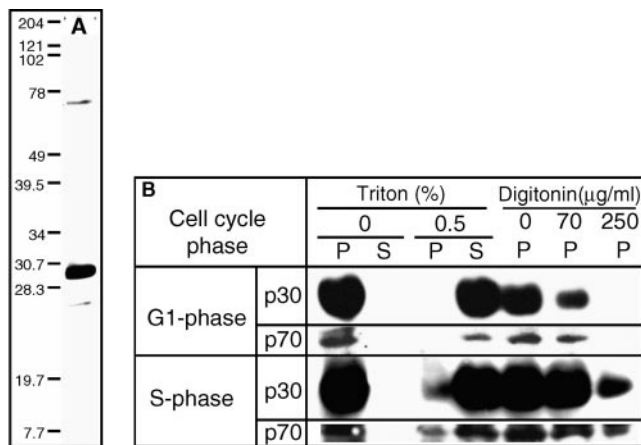 A
204
121
102
78
49
39.5
34
30.7
28.3
19.7
7.7
B
Cell cycle phase
Triton (%) Digitonin(µg/ml)
0 0.5 0 70 250
P S P S P P P
G1-phase
p30
p70
S-phase
p30
p70